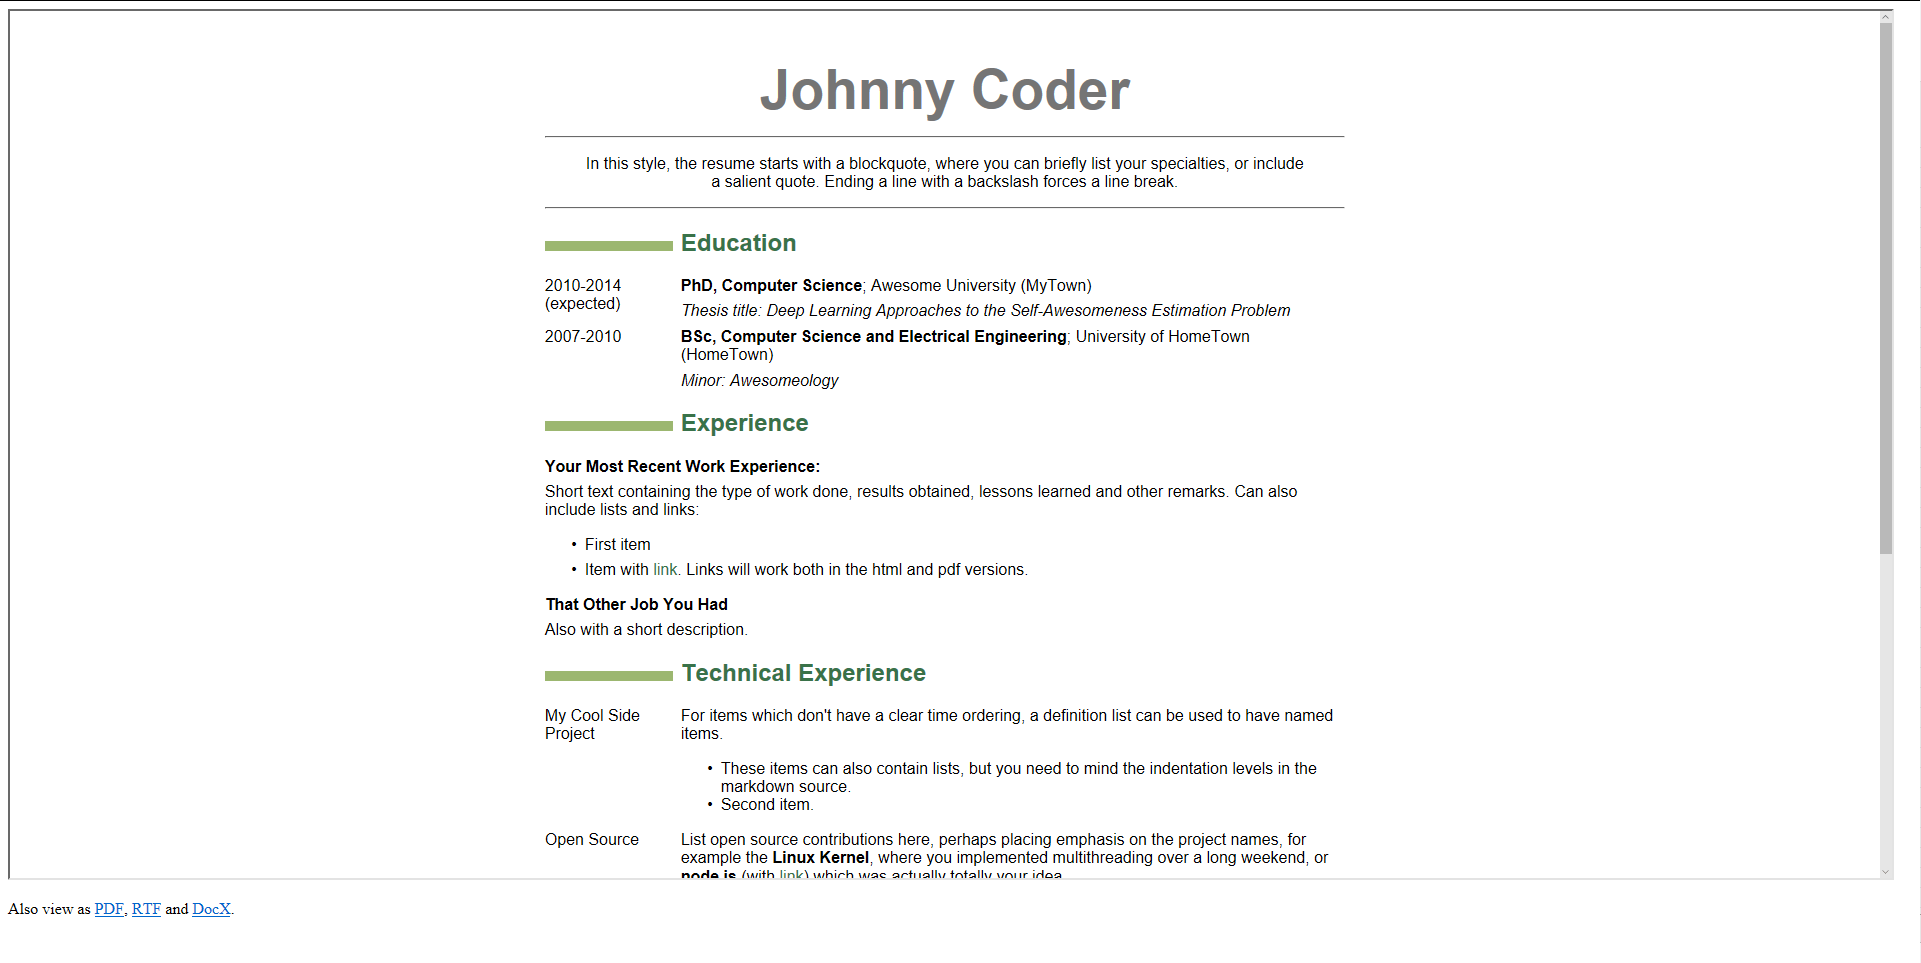 Johnny Coder
In this style, the resume starts with a blockquote, where you can briefly list your specialties, or include
a salient quote. Ending a line with a backslash forces a line break.
Education
2010-2014
(expected)
PhD, Computer Science; Awesome University (MyTown)
Thesis title: Deep Learning Approaches to the Self-Awesomeness Estimation Problem
2007-2010
BSc, Computer Science and Electrical Engineering; University of HomeTown
(HomeTown)
Minor: Awesomeology
Experience
Your Most Recent Work Experience:
Short text containing the type of work done, results obtained, lessons learned and other remarks. Can also
include lists and links:
• First item
• Item with link. Links will work both in the html and pdf versions.
That Other Job You Had
Also with a short description.
Technical Experience
My Cool Side
Project
For items which don't have a clear time ordering, a definition list can be used to have named
items.
• These items can also contain lists, but you need to mind the indentation levels in the
markdown source.
• Second item.
Open Source
List open source contributions here, perhaps placing emphasis on the project names, for
example the Linux Kernel, where you implemented multithreading over a long weekend, or
node.js (with link) which was actually totally your idea.
Also view as PDF, RTF and DocX.